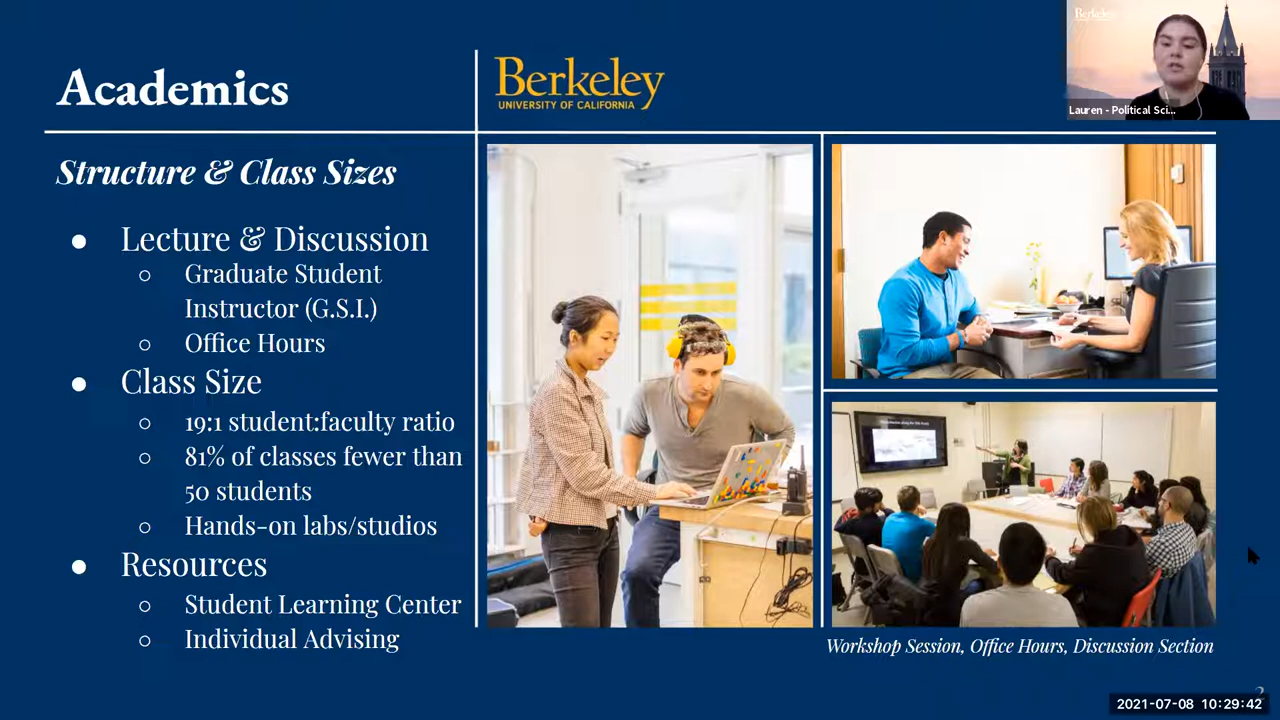 Academics
Berkeley
UNIVERSITY OF CALIFORNIA
Berkeley
Lauren - Political Sci...
Structure & Class Sizes
● Lecture & Discussion
○ Graduate Student
Instructor (G.S.I.)
○ Office Hours
● Class Size
○ 19:1 student:faculty ratio
○ 81% of classes fewer than
50 students
○ Hands-on labs/studios
● Resources
○ Student Learning Center
○ Individual Advising
Workshop Session, Office Hours, Discussion Section
2
2021-07-08 10:29:42